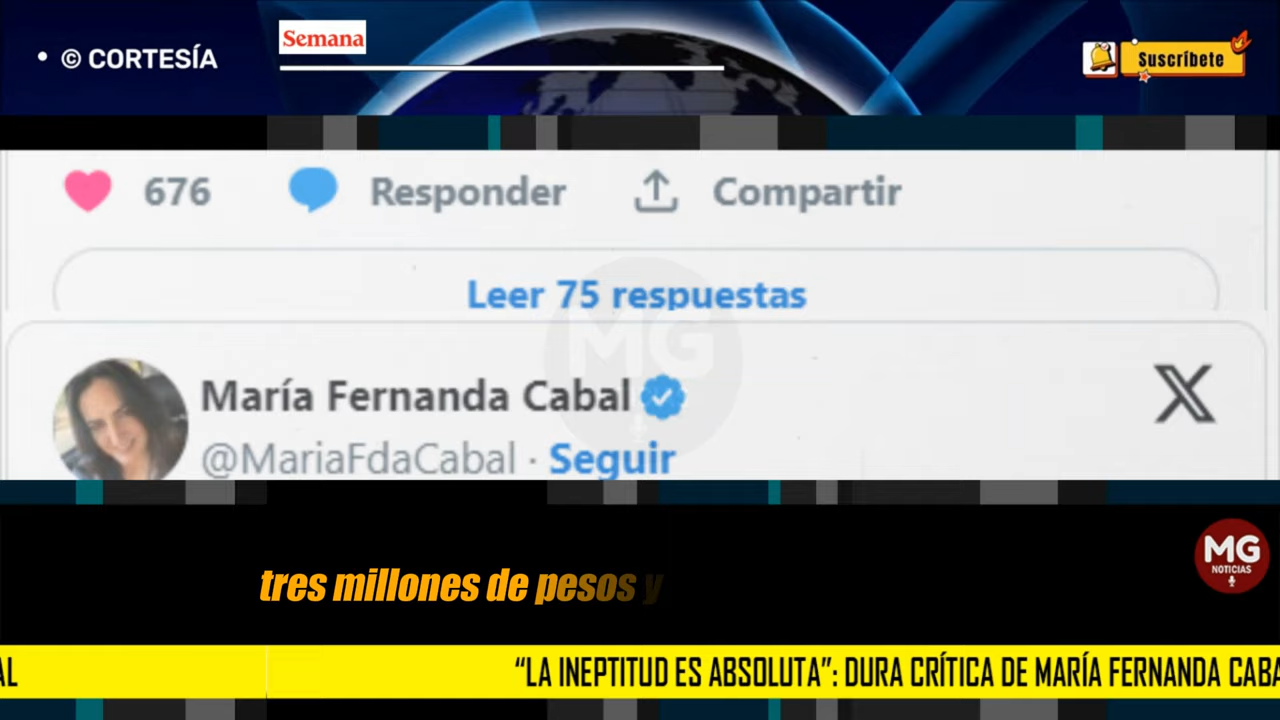 • © CORTESÍA
Semana
Suscríbete
676 Responder Compartir
Leer 75 respuestas
MG
María Fernanda Cabal
@MariaFdaCabal · Seguir
MG
NOTICIAS
tres millones de pesos y
AL “LA INEPTITUD ES ABSOLUTA”: DURA CRÍTICA DE MARÍA FERNANDA CABA